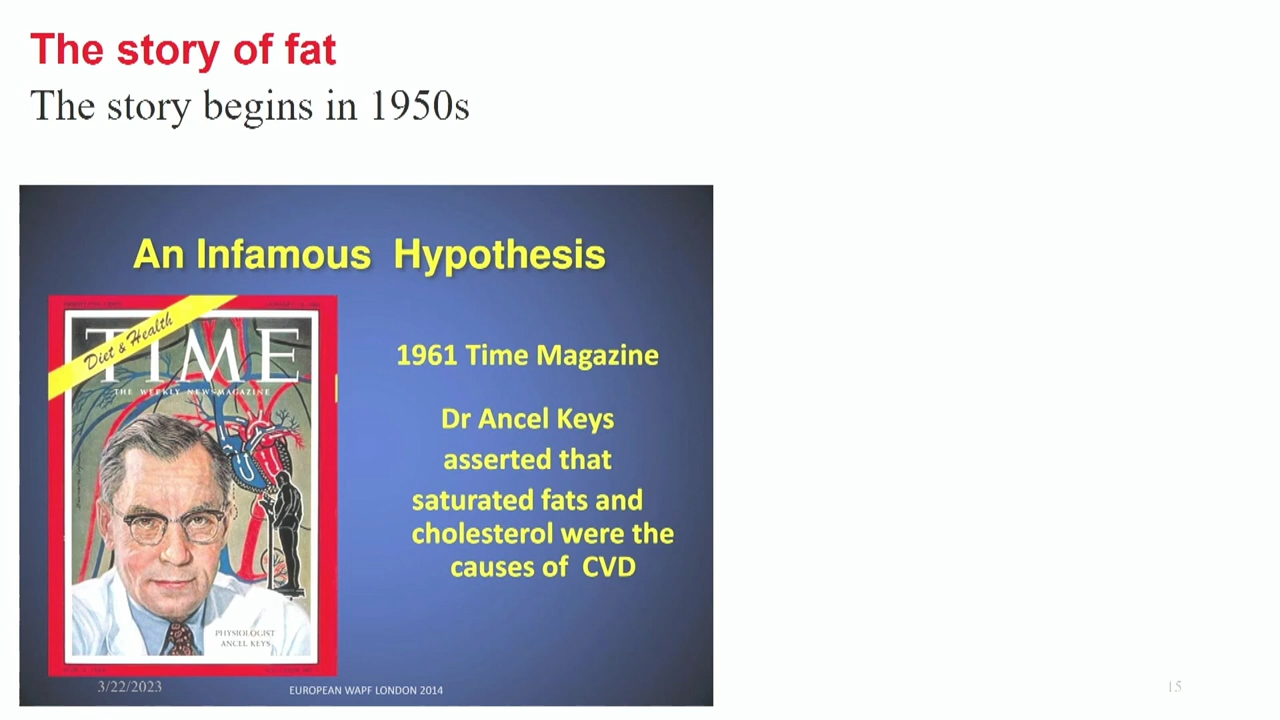 The story of fat
The story begins in 1950s
An Infamous Hypothesis
Diet & Health
TIME
THE WEEKLY NEWSMAGAZINE
PHYSIOLOGIST
ANCEL KEYS
1961 Time Magazine
Dr Ancel Keys
asserted that
saturated fats and
cholesterol were the
causes of CVD
3/22/2023
EUROPEAN WAPF LONDON 2014
15